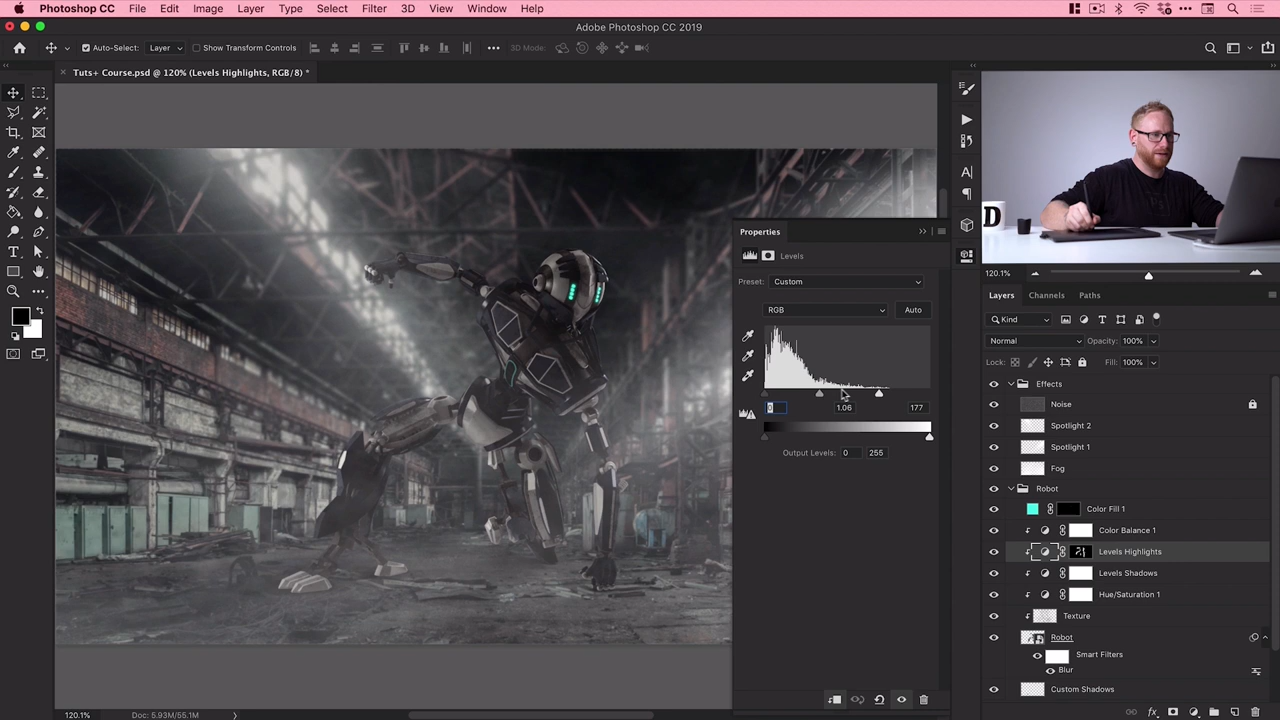 Photoshop CC File Edit Image Layer Type Select Filter 3D View Window Help
Adobe Photoshop CC 2019
Auto-Select: Layer Show Transform Controls 3D Mode:
Tuts+ Course.psd @ 120% (Levels Highlights, RGB/8) *
D
Properties
Levels
Preset: Custom
RGB Auto
0 1.06 177
Output Levels: 0 255
120.1%
Layers Channels Paths
Kind
Normal Opacity: 100%
Lock: Fill: 100%
Effects
Noise
Spotlight 2
Spotlight 1
Fog
Robot
Color Fill 1
Color Balance 1
Levels Highlights
Levels Shadows
Hue/Saturation 1
Texture
Robot
Smart Filters
Blur
Custom Shadows
120.1% Doc: 5.93M/55.1M